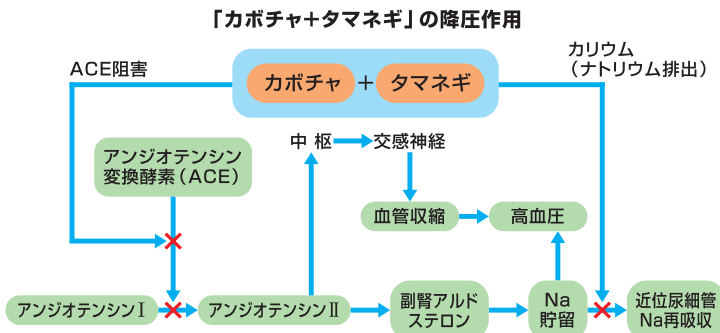 「カボチャ+タマネギ」の降圧作用
ACE阻害
カリウム
（ナトリウム排出）
カボチャ + タマネギ
中枢
交感神経
アンジオテンシン
変換酵素（ACE）
血管収縮
高血圧
アンジオテンシンⅠ
アンジオテンシンⅡ
副腎アルド
ステロン
Na
貯留
近位尿細管
Na再吸収